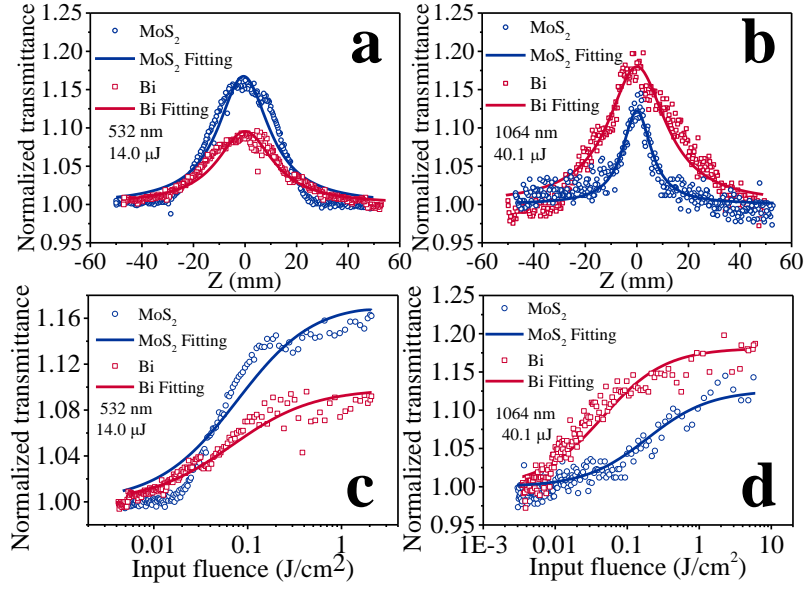 a
Normalized transmittance
1.25
1.20
1.15
1.10
1.05
1.00
0.95
MoS₂
MoS₂ Fitting
Bi
Bi Fitting
532 nm
14.0 μJ
-60 -40 -20 0 20 40 60
Z (mm)
b
Normalized transmittance
1.25
1.20
1.15
1.10
1.05
1.00
0.95
MoS₂
MoS₂ Fitting
Bi
Bi Fitting
1064 nm
40.1 μJ
-60 -40 -20 0 20 40 60
Z (mm)
c
Normalized transmittance
1.16
1.12
1.08
1.04
1.00
MoS₂
MoS₂ Fitting
Bi
Bi Fitting
532 nm
14.0 μJ
0.01 0.1 1
Input fluence (J/cm²)
d
Normalized transmittance
1.25
1.20
1.15
1.10
1.05
1.00
0.95
MoS₂
MoS₂ Fitting
Bi
Bi Fitting
1064 nm
40.1 μJ
1E-3 0.01 0.1 1 10
Input fluence (J/cm²)